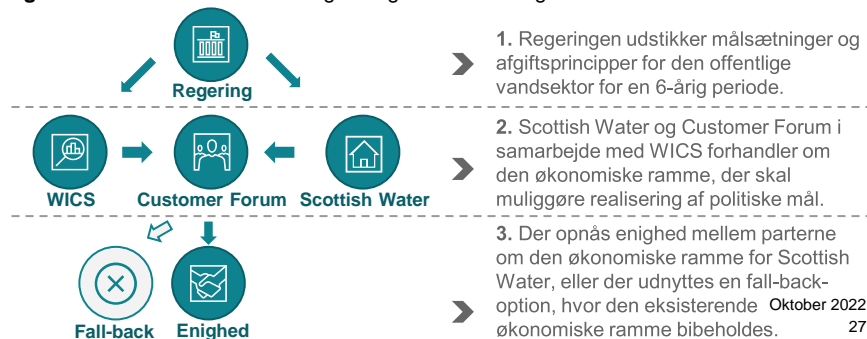 Regering
1. Regeringen udstikker målsætninger og
afgiftsprincipper for den offentlige
vandsektor for en 6-årig periode.
WICS
Customer Forum
Scottish Water
2. Scottish Water og Customer Forum i
samarbejde med WICS forhandler om
den økonomiske ramme, der skal
muliggøre realisering af politiske mål.
Fall-back
Enighed
3. Der opnås enighed mellem parterne
om den økonomiske ramme for Scottish
Water, eller der udnyttes en fall-back-
option, hvor den eksisterende
økonomiske ramme bibeholdes.
Oktober 2022
27